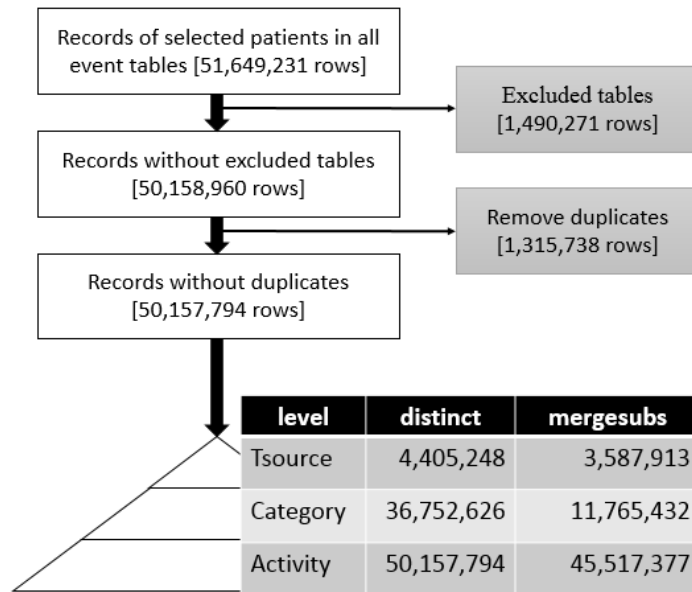 Records of selected patients in all
event tables [51,649,231 rows]
Excluded tables
[1,490,271 rows]
Records without excluded tables
[50,158,960 rows]
Remove duplicates
[1,315,738 rows]
Records without duplicates
[50,157,794 rows]
level distinct mergesubs
Tsource 4,405,248 3,587,913
Category 36,752,626 11,765,432
Activity 50,157,794 45,517,377